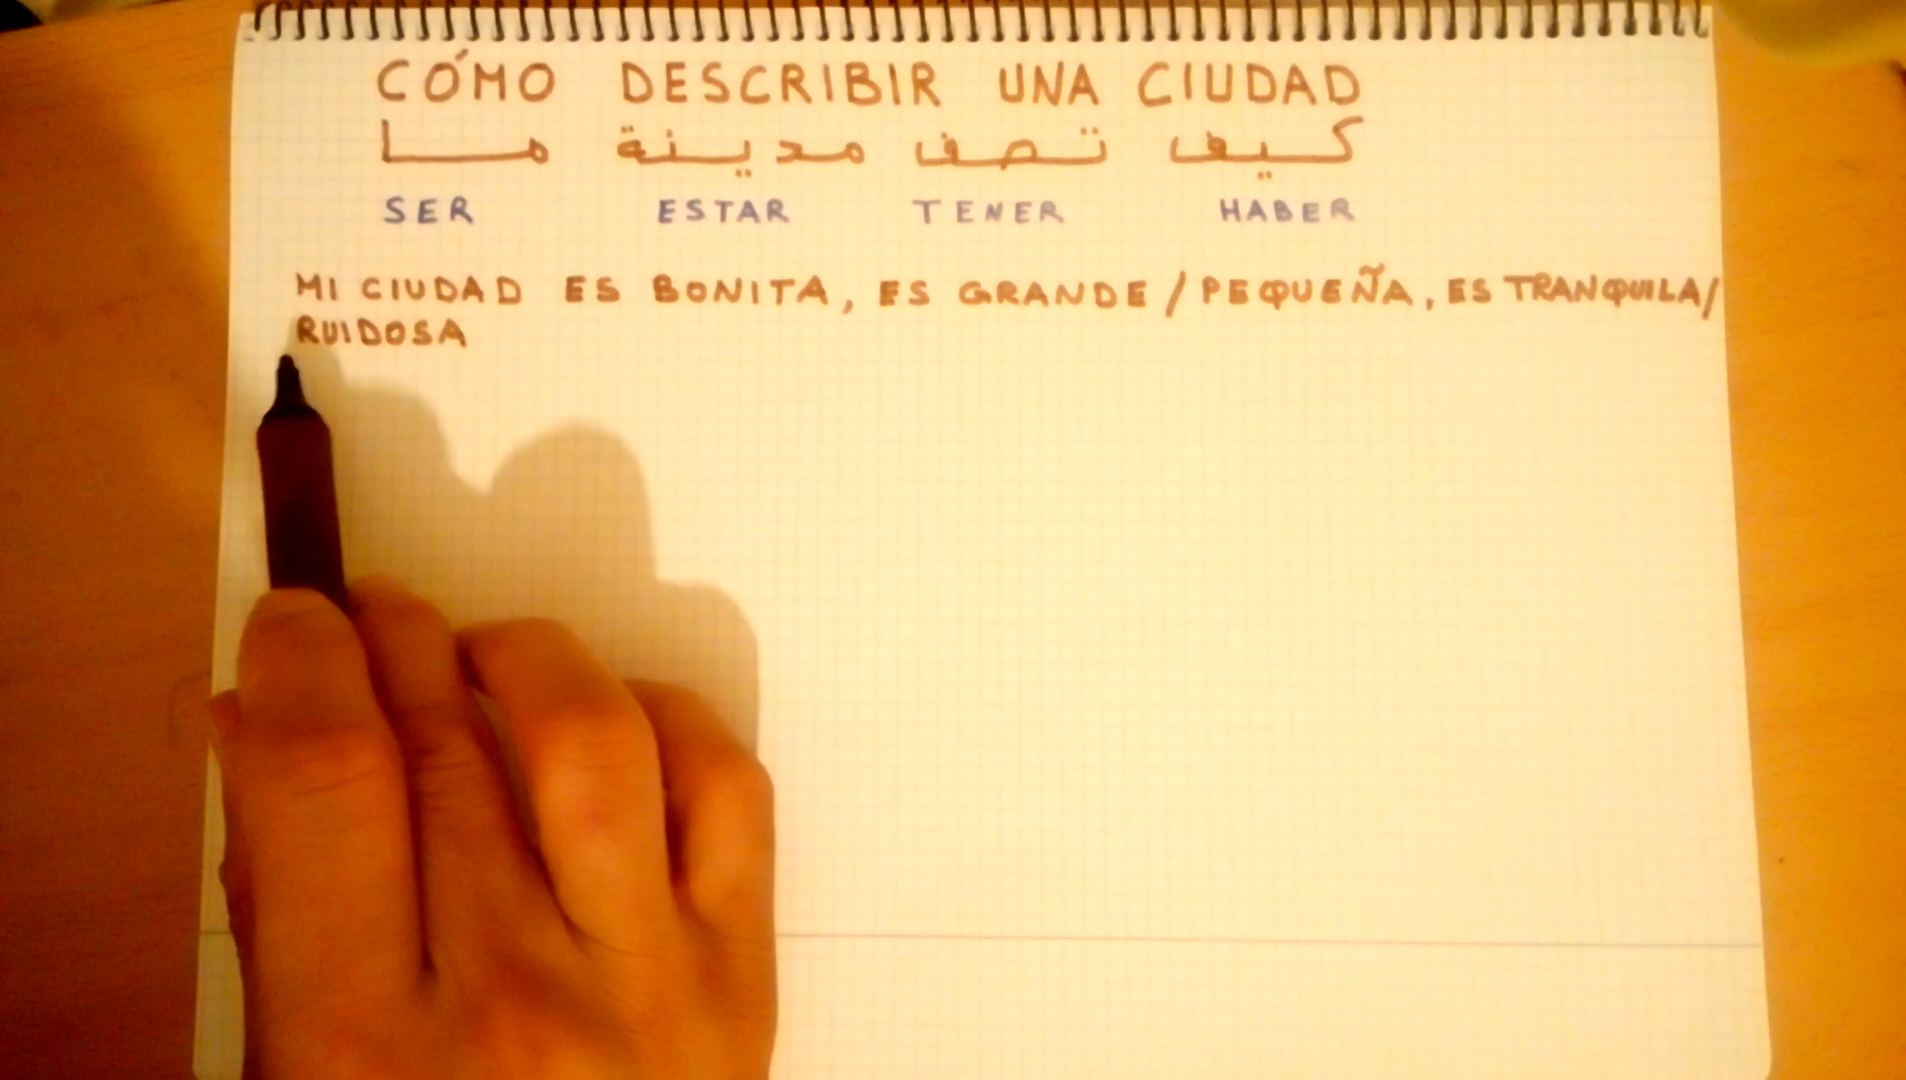 CÓMO DESCRIBIR UNA CIUDAD
كيف تصف مدينة ما
SER ESTAR TENER HABER
MI CIUDAD ES BONITA, ES GRANDE/PEQUEÑA, ES TRANQUILA/
RUIDOSA